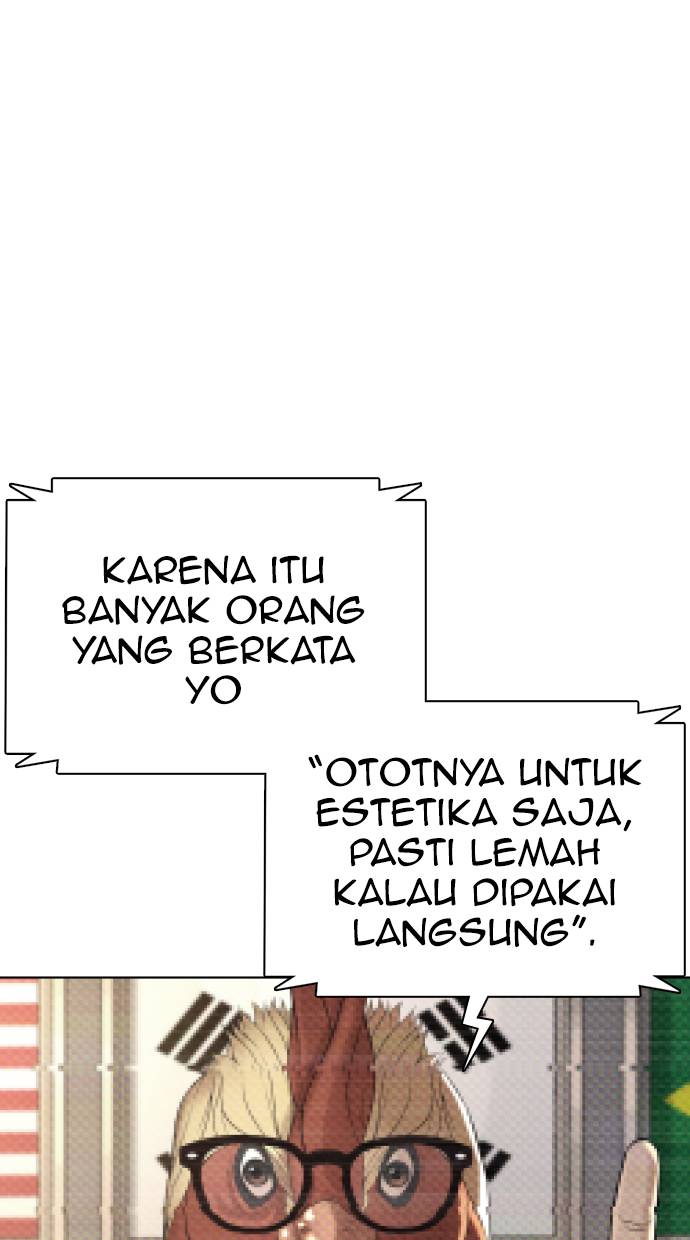 KARENA ITU
BANYAK ORANG
YANG BERKATA
YO
"OTOTNYA UNTUK
ESTETIKA SAJA,
PASTI LEMAH
KALAU DIPAKAI
LANGSUNG".